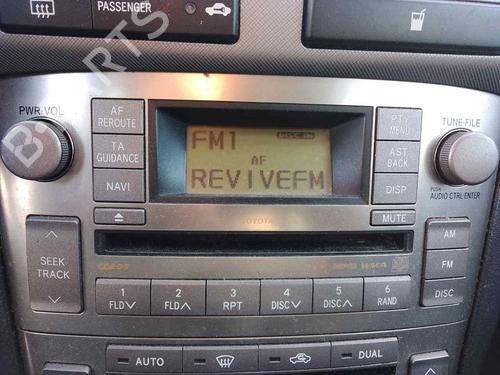 PASSENGER
PWR·VOL
AF REROUTE
TA GUIDANCE
NAVI
FM1
DISC IN
AF
REVIVEFM
PTY MENU
AST BACK
DISP
TUNE·FILE
PUSH
AUDIO CTRL ENTER
TOYOTA
MUTE
SEEK TRACK
AM
FM
DISC
1 FLD
2 FLD
3 RPT
4 DISC
5 DISC
6 RAND
AUTO
DUAL